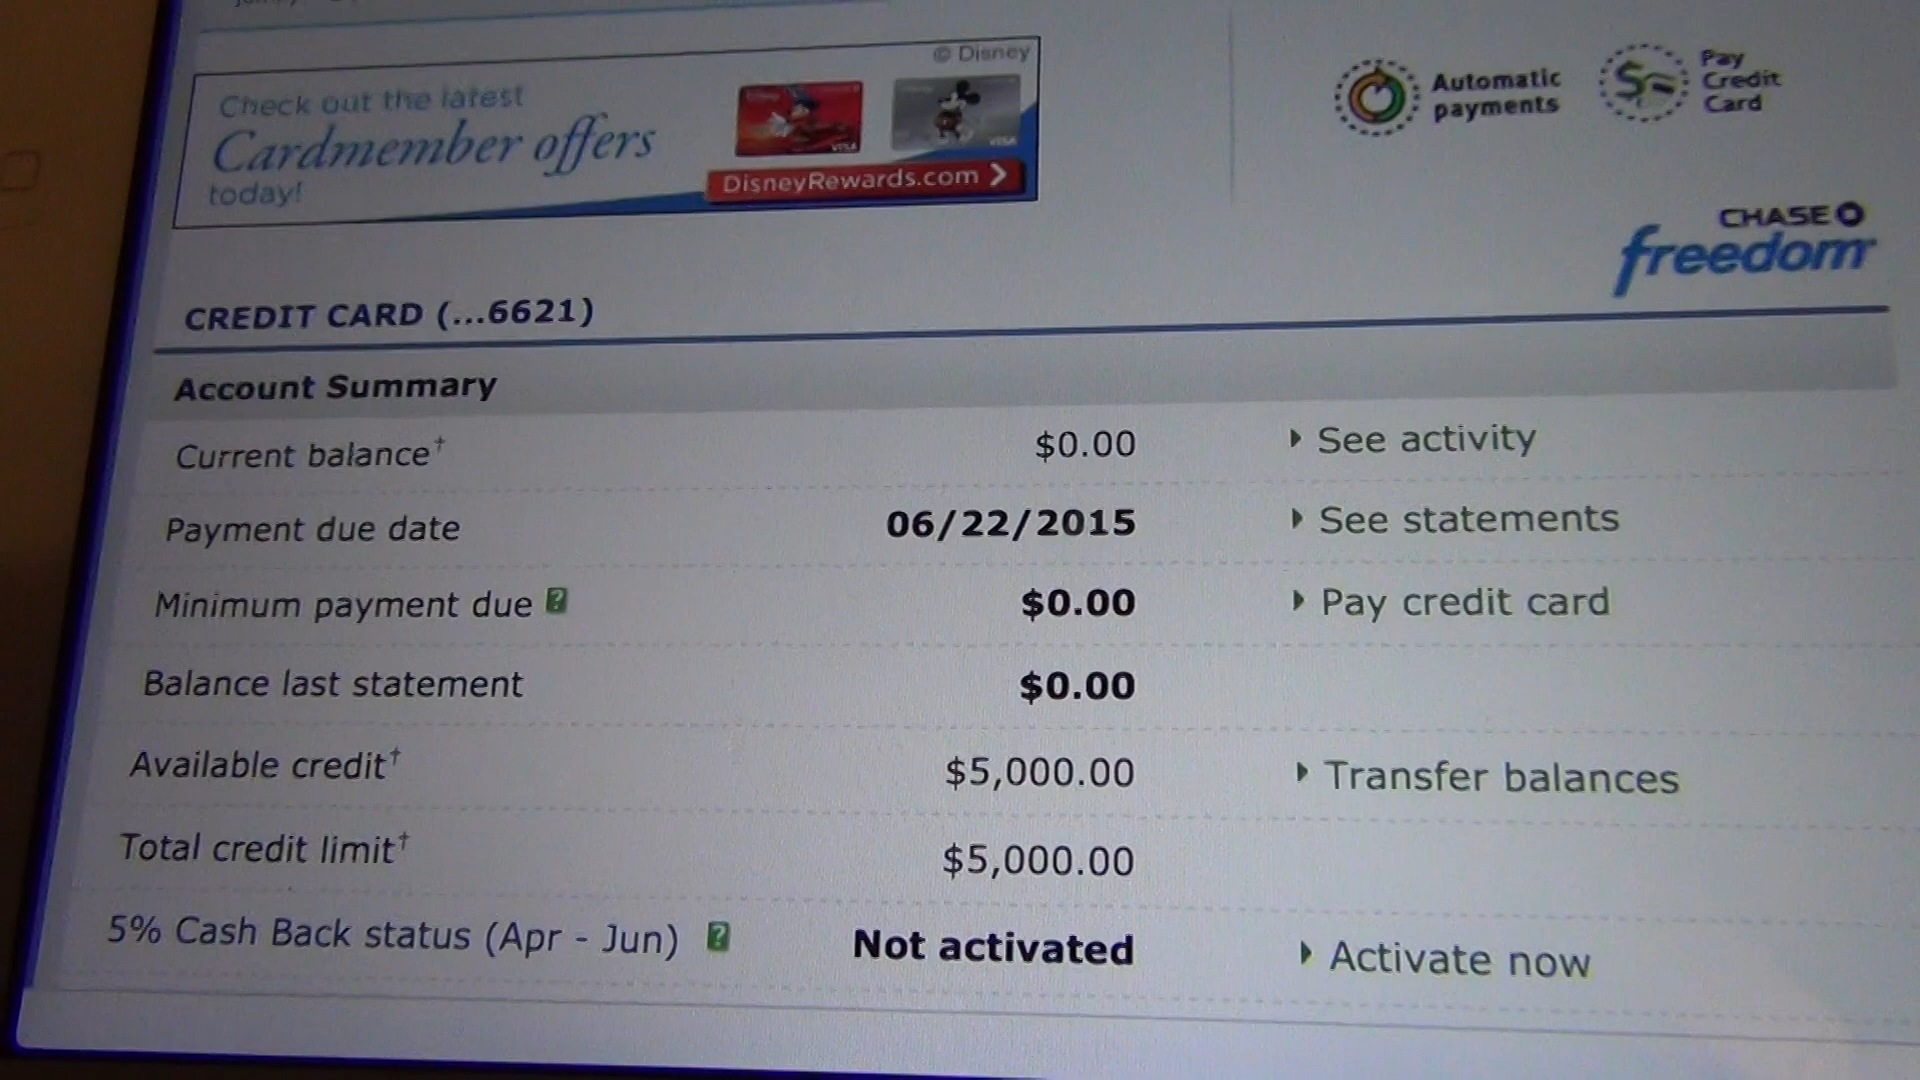 © Disney
Check out the latest
Cardmember offers
today!
VISA
VISA
DisneyRewards.com
Automatic
payments
Pay
Credit
Card
CHASE
freedom
CREDIT CARD (...6621)
Account Summary
Current balance† $0.00 See activity
Payment due date 06/22/2015 See statements
Minimum payment due ? $0.00 Pay credit card
Balance last statement $0.00
Available credit† $5,000.00 Transfer balances
Total credit limit† $5,000.00
5% Cash Back status (Apr - Jun) ? Not activated Activate now